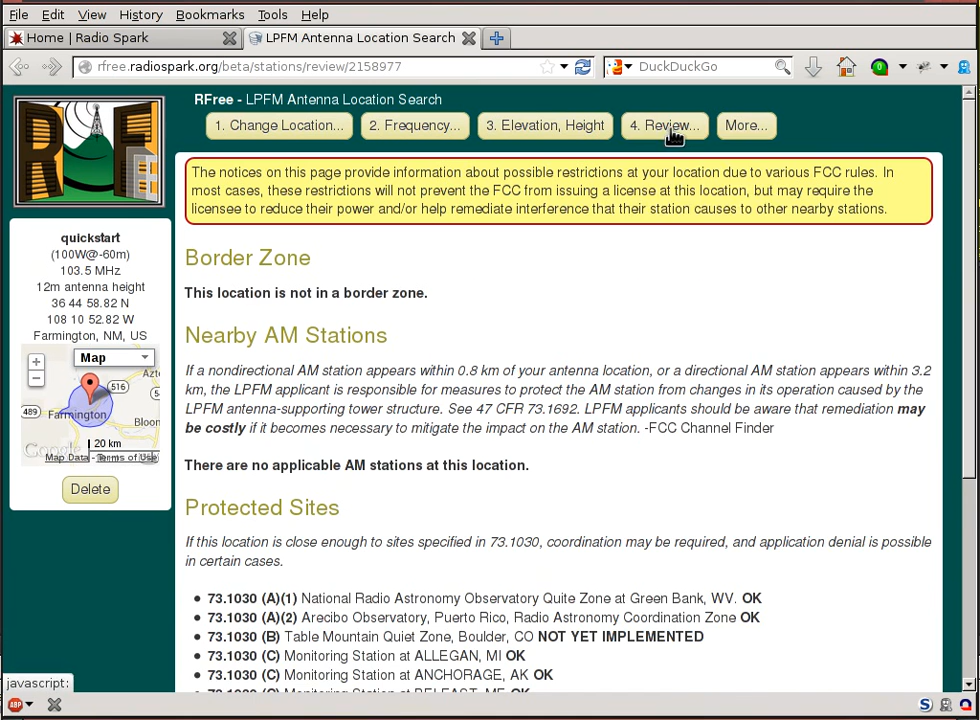 File Edit View History Bookmarks Tools Help
Home | Radio Spark
LPFM Antenna Location Search
rfree.radiospark.org/beta/stations/review/2158977
DuckDuckGo
RFree - LPFM Antenna Location Search
1. Change Location... 2. Frequency... 3. Elevation, Height 4. Review... More...
The notices on this page provide information about possible restrictions at your location due to various FCC rules. In
most cases, these restrictions will not prevent the FCC from issuing a license at this location, but may require the
licensee to reduce their power and/or help remediate interference that their station causes to other nearby stations.
quickstart
(100W@-60m)
103.5 MHz
12m antenna height
36 44 58.82 N
108 10 52.82 W
Farmington, NM, US
Map
Azte
516
5
489
Farmington
Bloon
20 km
Google
Map Data - Terms of Use
Delete
Border Zone
This location is not in a border zone.
Nearby AM Stations
If a nondirectional AM station appears within 0.8 km of your antenna location, or a directional AM station appears within 3.2
km, the LPFM applicant is responsible for measures to protect the AM station from changes in its operation caused by the
LPFM antenna-supporting tower structure. See 47 CFR 73.1692. LPFM applicants should be aware that remediation may
be costly if it becomes necessary to mitigate the impact on the AM station. -FCC Channel Finder
There are no applicable AM stations at this location.
Protected Sites
If this location is close enough to sites specified in 73.1030, coordination may be required, and application denial is possible
in certain cases.
73.1030 (A)(1) National Radio Astronomy Observatory Quite Zone at Green Bank, WV. OK
73.1030 (A)(2) Arecibo Observatory, Puerto Rico, Radio Astronomy Coordination Zone OK
73.1030 (B) Table Mountain Quiet Zone, Boulder, CO NOT YET IMPLEMENTED
73.1030 (C) Monitoring Station at ALLEGAN, MI OK
73.1030 (C) Monitoring Station at ANCHORAGE, AK OK
73.1030 (C) Monitoring Station at BELFAST, ME OK
javascript:
ABP